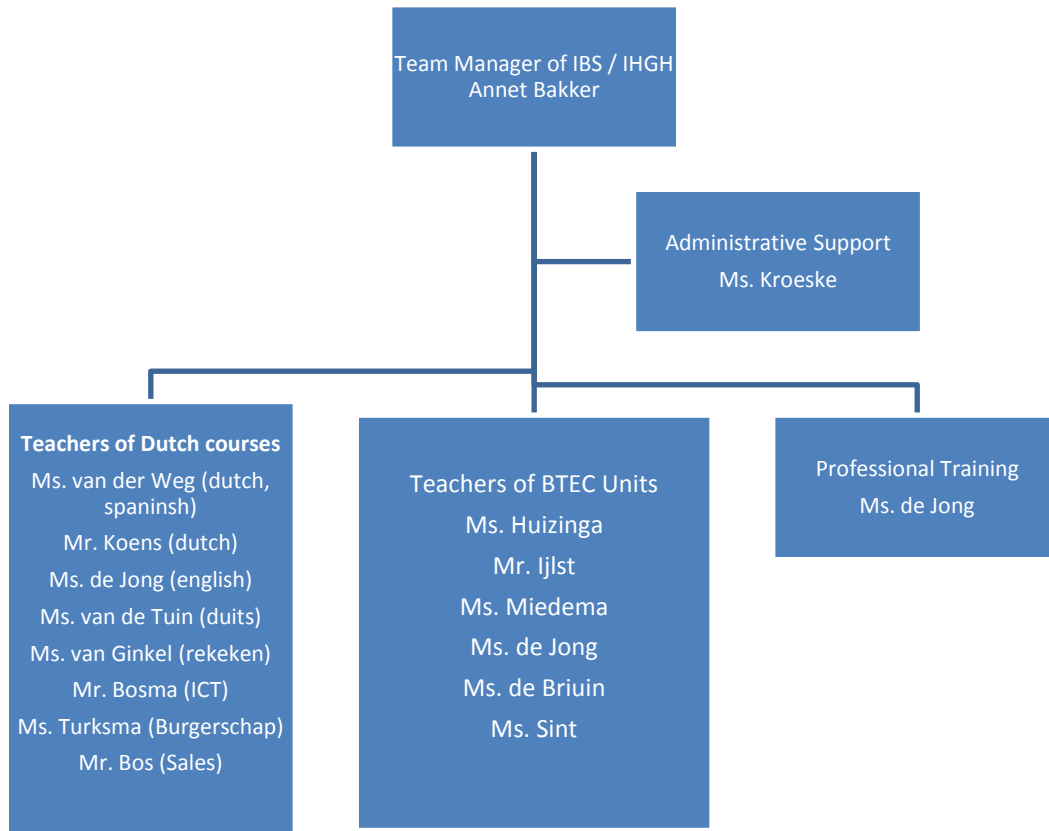 Team Manager of IBS / IHGH
Annet Bakker
Administrative Support
Ms. Kroeske
Teachers of Dutch courses
Ms. van der Weg (dutch,
spaninsh)
Mr. Koens (dutch)
Ms. de Jong (english)
Ms. van de Tuin (duits)
Ms. van Ginkel (rekeken)
Mr. Bosma (ICT)
Ms. Turksma (Burgerschap)
Mr. Bos (Sales)
Teachers of BTEC Units
Ms. Huizinga
Mr. Ijlst
Ms. Miedema
Ms. de Jong
Ms. de Briuin
Ms. Sint
Professional Training
Ms. de Jong